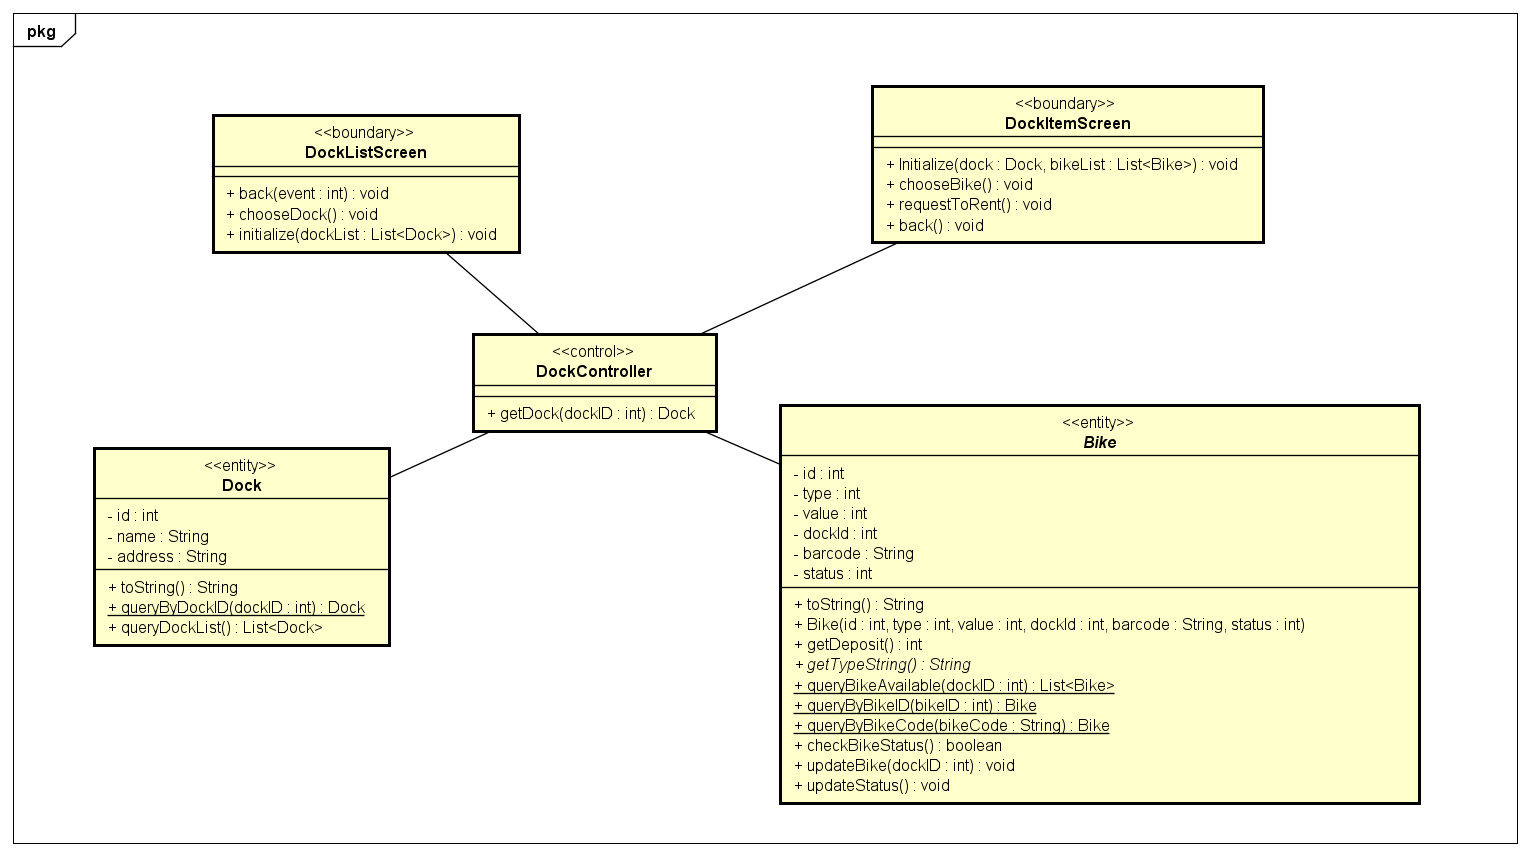 pkg
<<boundary>>
DockListScreen
+ back(event : int) : void
+ chooseDock() : void
+ initialize(dockList : List<Dock>) : void
<<boundary>>
DockItemScreen
+ Initialize(dock : Dock, bikeList : List<Bike>) : void
+ chooseBike() : void
+ requestToRent() : void
+ back() : void
<<control>>
DockController
+ getDock(dockID : int) : Dock
<<entity>>
Dock
- id : int
- name : String
- address : String
+ toString() : String
+ queryByDockID(dockID : int) : Dock
+ queryDockList() : List<Dock>
<<entity>>
Bike
- id : int
- type : int
- value : int
- dockId : int
- barcode : String
- status : int
+ toString() : String
+ Bike(id : int, type : int, value : int, dockId : int, barcode : String, status : int)
+ getDeposit() : int
+ getTypeString() : String
+ queryBikeAvailable(dockID : int) : List<Bike>
+ queryByBikeID(bikeID : int) : Bike
+ queryByBikeCode(bikeCode : String) : Bike
+ checkBikeStatus() : boolean
+ updateBike(dockID : int) : void
+ updateStatus() : void